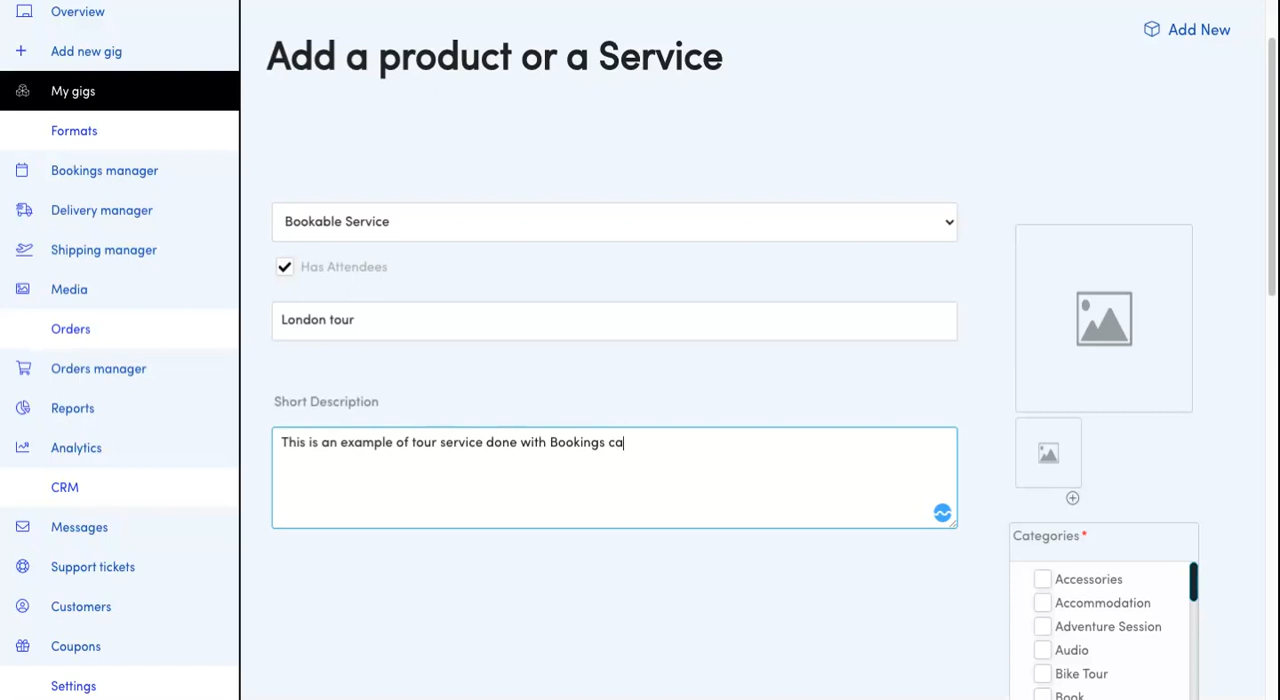 Overview
Add new gig
My gigs
Formats
Bookings manager
Delivery manager
Shipping manager
Media
Orders
Orders manager
Reports
Analytics
CRM
Messages
Support tickets
Customers
Coupons
Settings
Add New
Add a product or a Service
Bookable Service
Has Attendees
London tour
Short Description
This is an example of tour service done with Bookings ca
Categories *
Accessories
Accommodation
Adventure Session
Audio
Bike Tour
Book